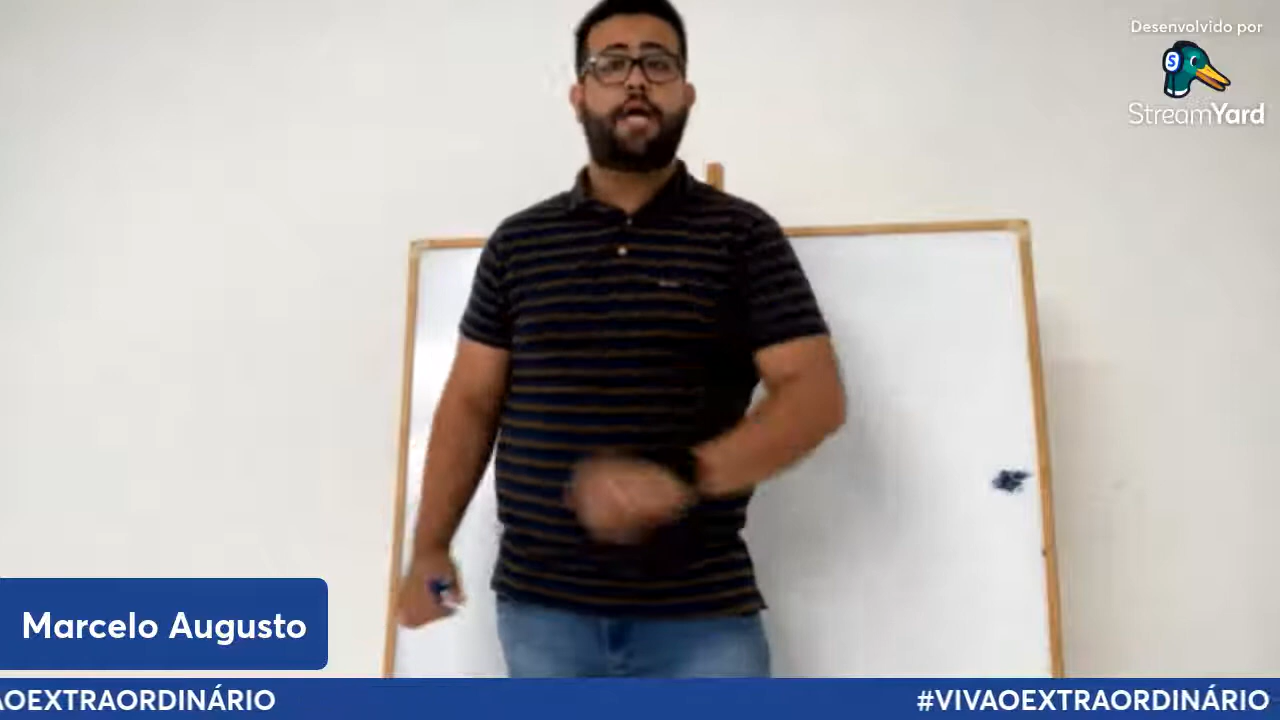 Desenvolvido por
S
StreamYard
Marcelo Augusto
AOEXTRAORDINÁRIO
#VIVAOEXTRAORDINÁRIO